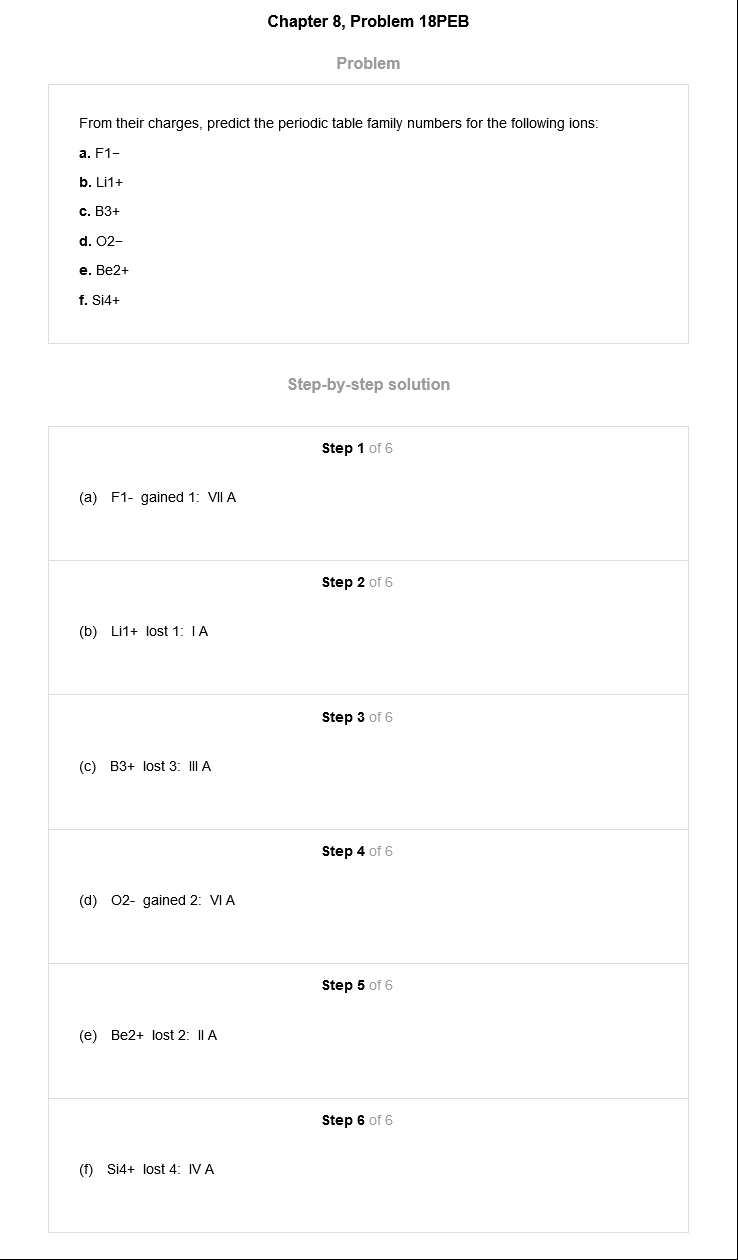 Chapter 8, Problem 18PEB
Problem
From their charges, predict the periodic table family numbers for the following ions:
a. F1−
b. Li1+
c. B3+
d. O2−
e. Be2+
f. Si4+
Step-by-step solution
Step 1 of 6
(a) F1- gained 1: VII A
Step 2 of 6
(b) Li1+ lost 1: I A
Step 3 of 6
(c) B3+ lost 3: III A
Step 4 of 6
(d) O2- gained 2: VI A
Step 5 of 6
(e) Be2+ lost 2: II A
Step 6 of 6
(f) Si4+ lost 4: IV A